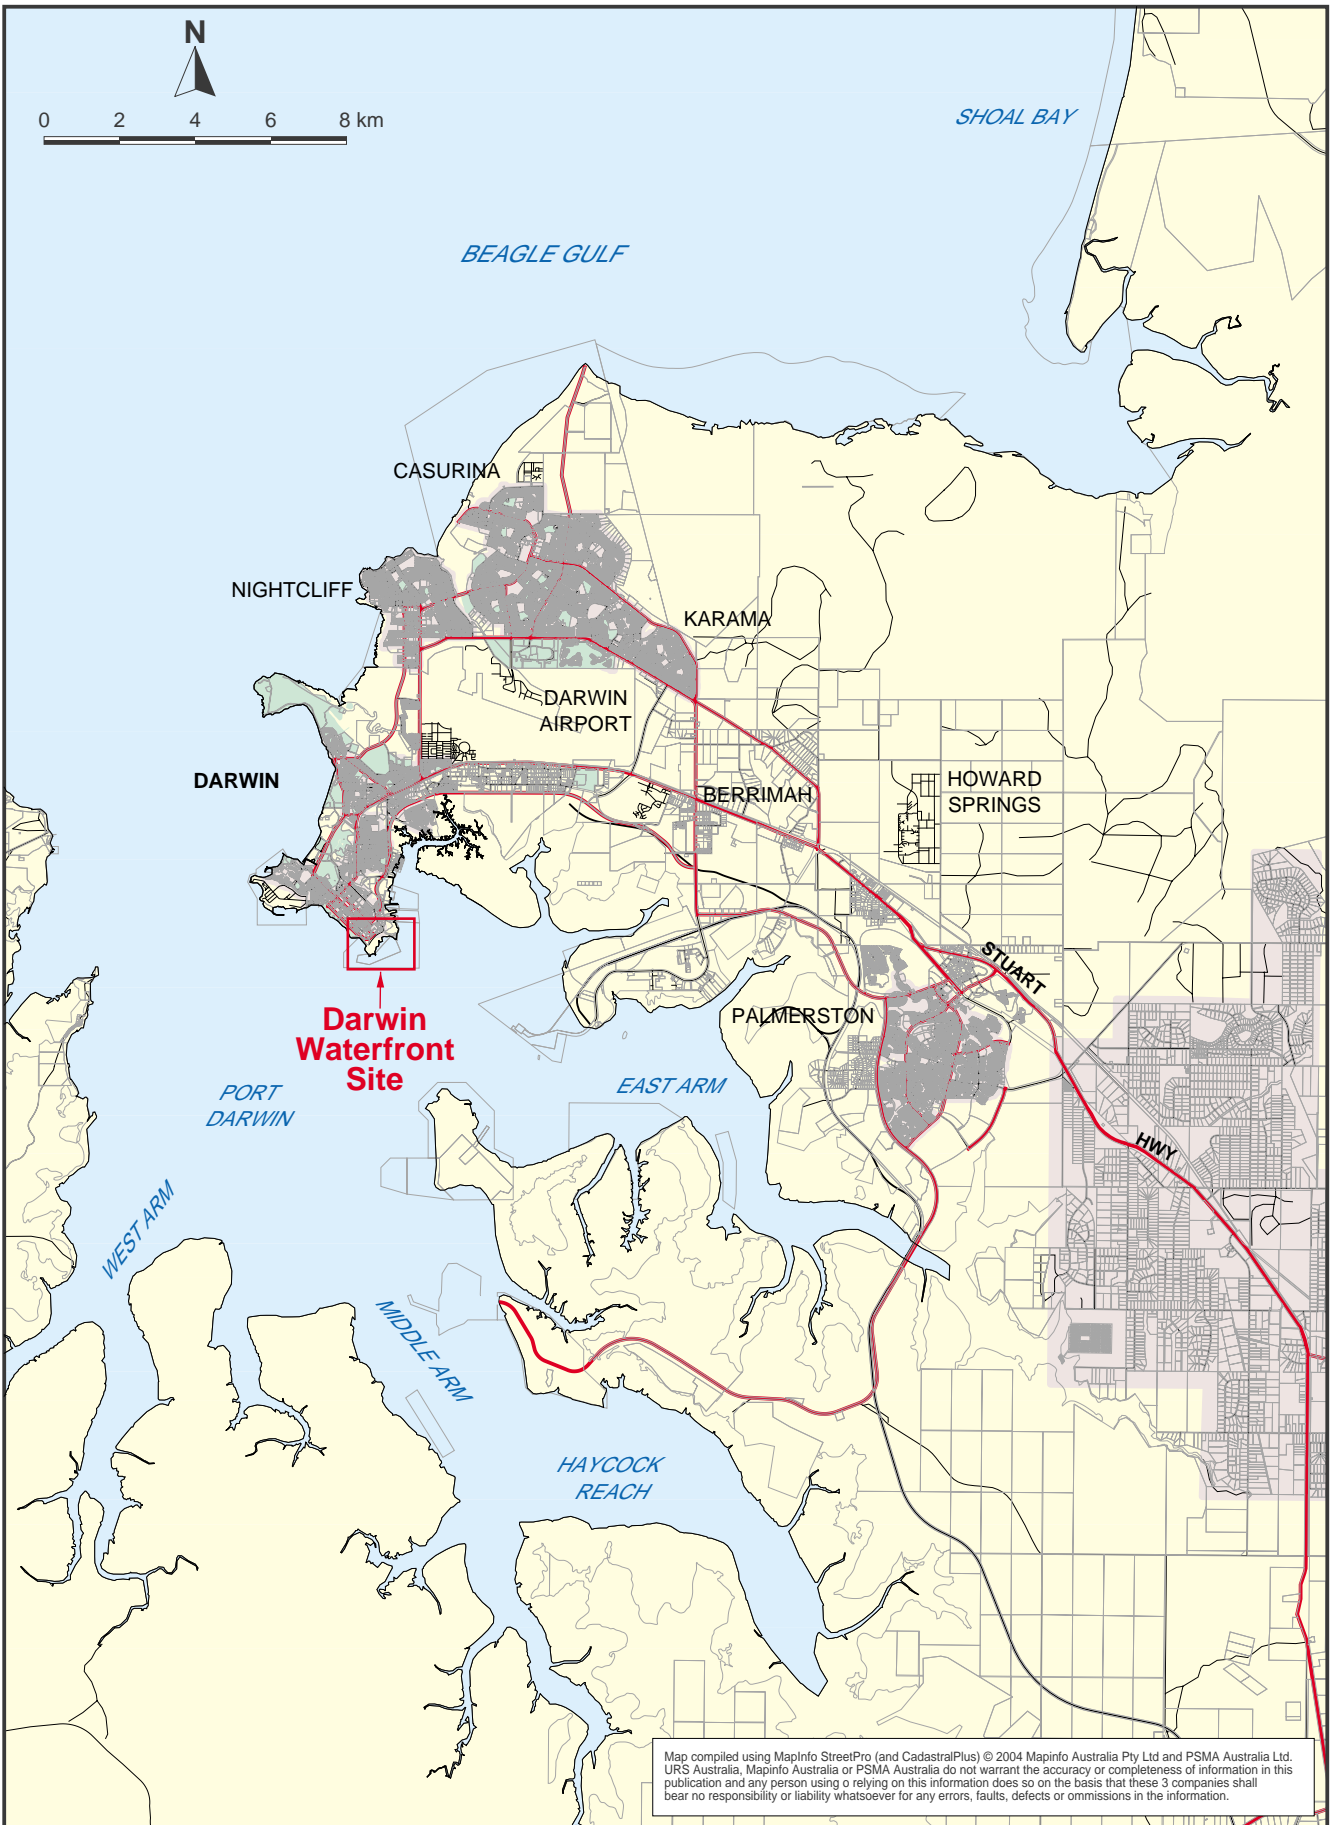 N
0 2 4 6 8 km
SHOAL BAY
BEAGLE GULF
CASURINA
NIGHTCLIFF
KARAMA
DARWIN
AIRPORT
DARWIN
BERRIMAH
HOWARD
SPRINGS
STUART
PALMERSTON
Darwin
Waterfront
Site
EAST ARM
PORT
DARWIN
HWY
WEST ARM
MIDDLE ARM
HAYCOCK
REACH
Map compiled using MapInfo StreetPro (and CadastralPlus) © 2004 Mapinfo Australia Pty Ltd and PSMA Australia Ltd.
URS Australia, Mapinfo Australia or PSMA Australia do not warrant the accuracy or completeness of information in this
publication and any person using o relying on this information does so on the basis that these 3 companies shall
bear no responsibility or liability whatsoever for any errors, faults, defects or ommissions in the information.